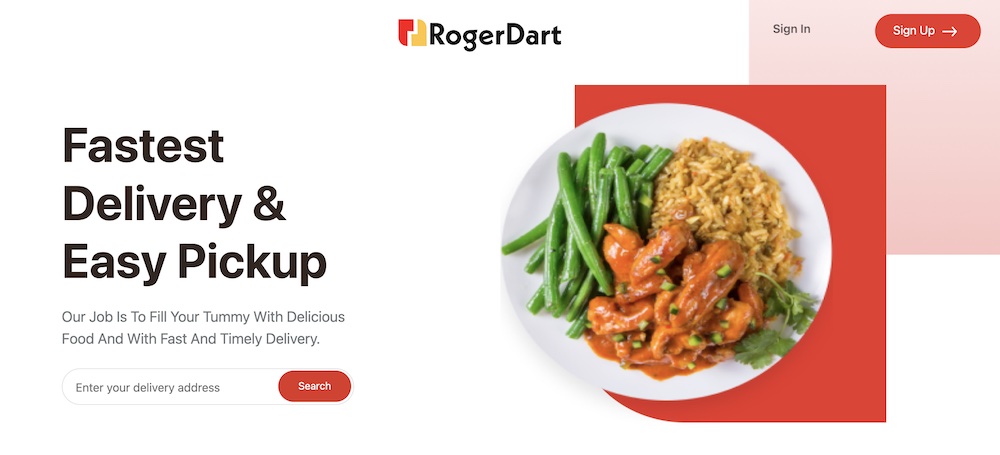 RogerDart
Sign In
Sign Up
Fastest
Delivery &
Easy Pickup
Our Job Is To Fill Your Tummy With Delicious
Food And With Fast And Timely Delivery.
Enter your delivery address
Search